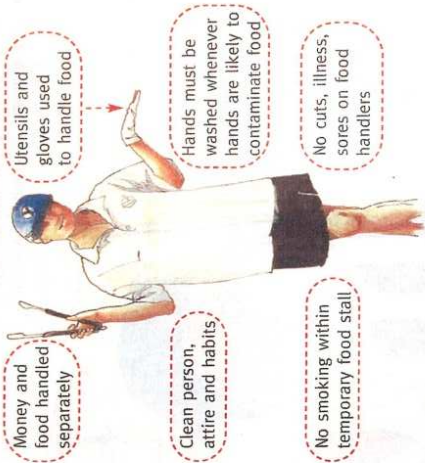 Money and
food handled
separately
Utensils and
gloves used
to handle food
Clean person,
attire and habits
Hands must be
washed whenever
hands are likely to
contaminate food
No smoking within
temporary food stall
No cuts, illness,
sores on food
handlers